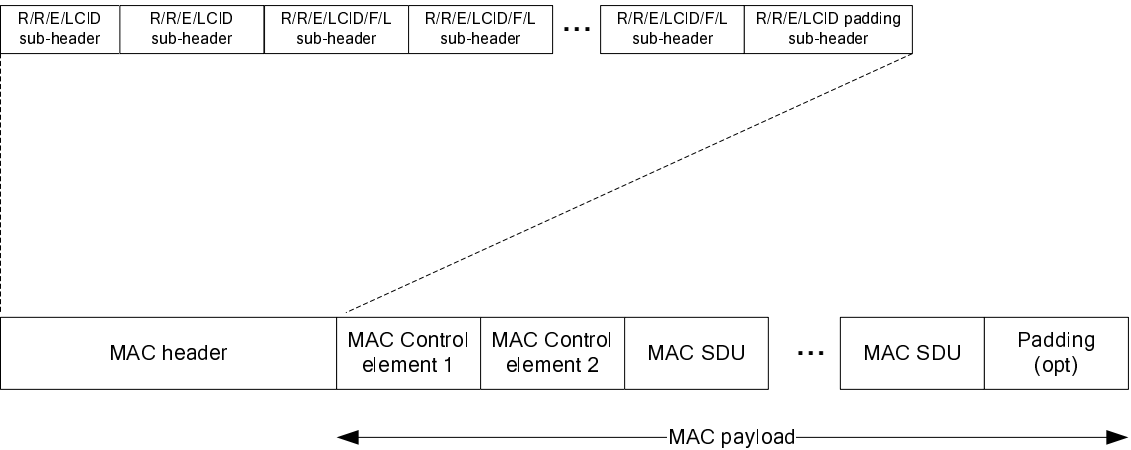 R/R/E/LCID
sub-header
R/R/E/LCID
sub-header
R/R/E/LCID/F/L
sub-header
R/R/E/LCID/F/L
sub-header
...
R/R/E/LCID/F/L
sub-header
R/R/E/LCID padding
sub-header
MAC header
MAC Control
element 1
MAC Control
element 2
MAC SDU
...
MAC SDU
Padding
(opt)
MAC payload